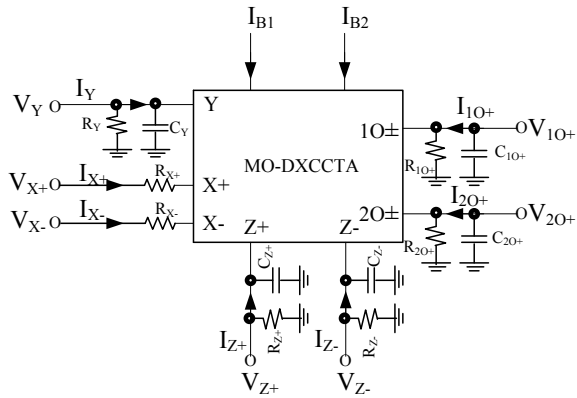 I_B1 I_B2
V_Y I_Y Y
R_Y C_Y
V_X+ I_X+ R_X+ X+
V_X- I_X- R_X- X-
MO-DXCCTA
1O± I_1O+ V_1O+
R_1O+ C_1O+
2O± I_2O+ V_2O+
R_2O+ C_2O+
Z+ Z-
C_Z+ C_Z-
I_Z+ R_Z+ I_Z- R_Z-
V_Z+ V_Z-